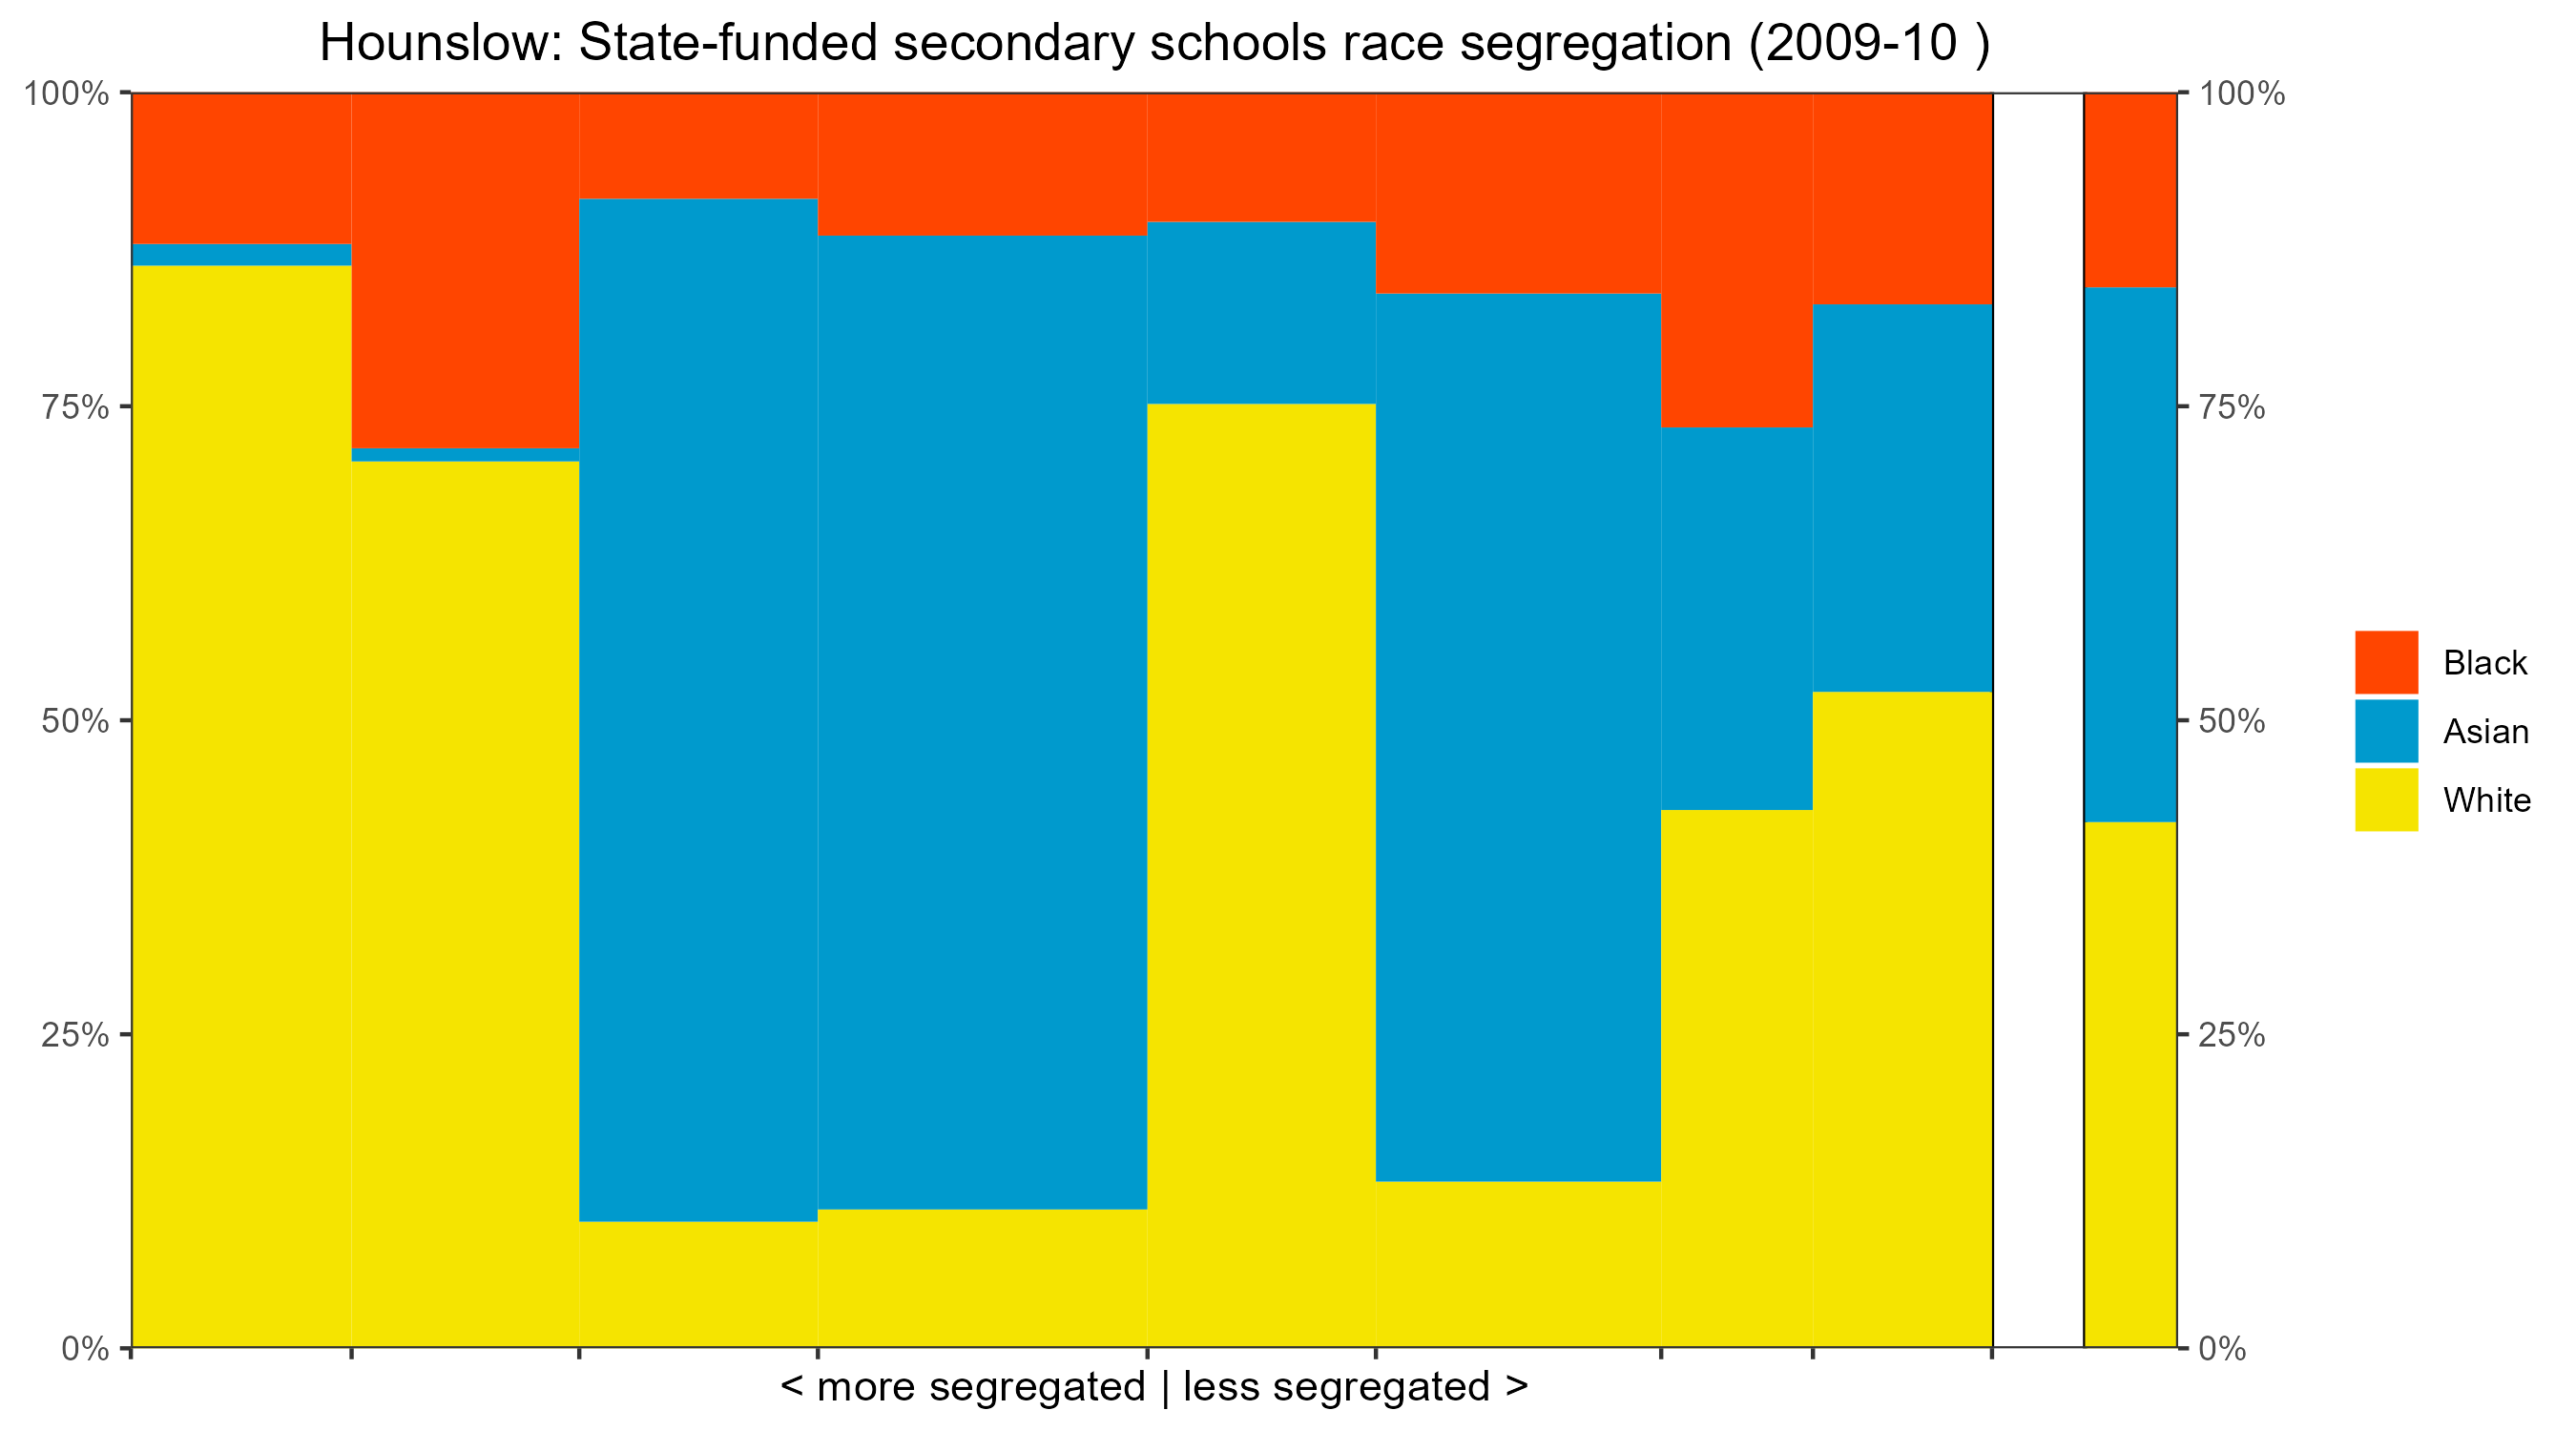 Hounslow: State-funded secondary schools race segregation (2009-10 )
100%
75%
50%
25%
0%
100%
75%
50%
25%
0%
Black
Asian
White
< more segregated | less segregated >